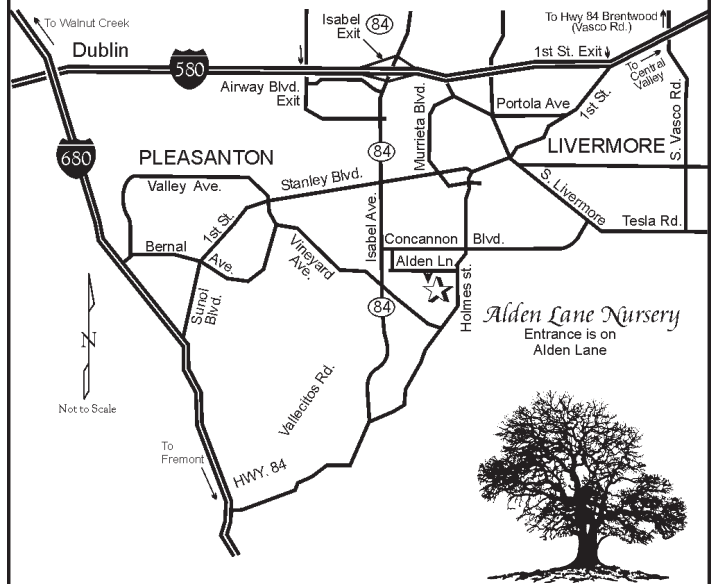 To Walnut Creek
Isabel
Exit
84
To Hwy 84 Brentwood
(Vasco Rd.)
Dublin
1st St. Exit
580
To
Central
Valley
Airway Blvd.
Exit
Murrieta Blvd.
Portola Ave
1st St.
S. Vasco Rd.
680
84
LIVERMORE
PLEASANTON
Stanley Blvd.
Valley Ave.
Isabel Ave.
S. Livermore
Tesla Rd.
1st St.
Bernal
Ave.
Vineyard
Ave.
Concannon Blvd.
Alden Ln
Holmes st.
Sunol
Blvd.
84
Alden Lane Nursery
Entrance is on
Alden Lane
N
Not to Scale
Vallecitos Rd.
To
Fremont
HWY. 84